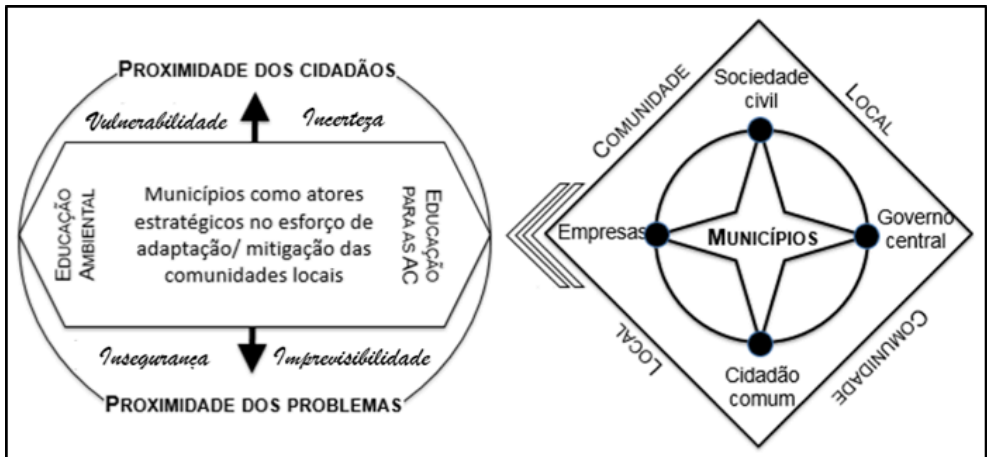 PROXIMIDADE DOS CIDADÃOS
Vulnerabilidade
Incerteza
EDUCAÇÃO
AMBIENTAL
Municípios como atores
estratégicos no esforço de
adaptação/ mitigação das
comunidades locais
EDUCAÇÃO
PARA AS AC
Insegurança
Imprevisibilidade
PROXIMIDADE DOS PROBLEMAS
COMUNIDADE
LOCAL
Sociedade
civil
Empresas
MUNICÍPIOS
Governo
central
Cidadão
comum
LOCAL
COMUNIDADE